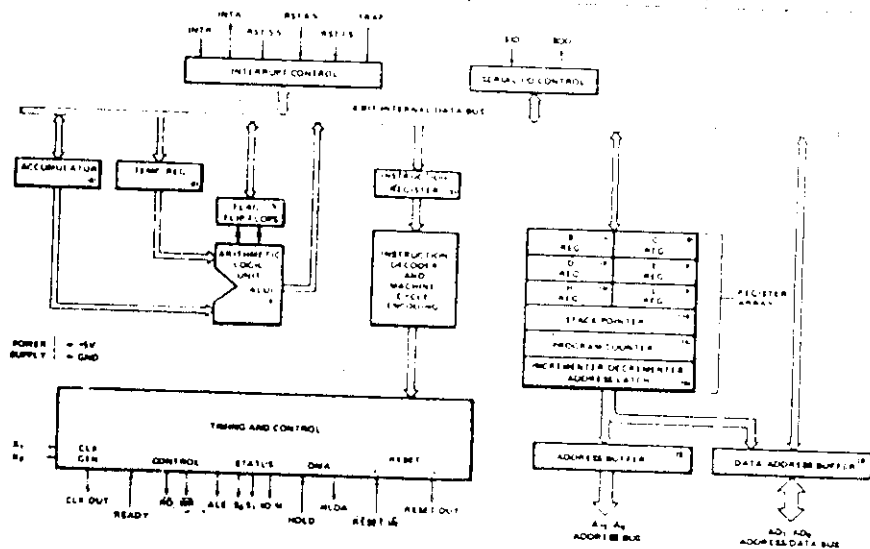 INTR
INTA
RST 5.5
RST 6.5
RST 7.5
TRAP
INTERRUPT CONTROL
SID
SOD
SERIAL I/O CONTROL
8-BIT INTERNAL DATA BUS
ACCUMULATOR
TEMP. REG.
FLAG
FLIP FLOPS
INSTRUCTION
REGISTER
ARITHMETIC
LOGIC
UNIT
ALU
INSTRUCTION
DECODER
AND
MACHINE
CYCLE
ENCODING
B
REG
C
REG
D
REG
E
REG
H
REG
L
REG
STACK POINTER
PROGRAM COUNTER
INCREMENTER DECREMENTER
ADDRESS LATCH
REGISTER
ARRAY
POWER
SUPPLY
+5V
GND
TIMING AND CONTROL
X1
X2
CLK
GEN
CONTROL
STATUS
DMA
RESET
CLK OUT
READY
RD
WR
ALE
S0
S1
IO/M
HOLD
HLDA
RESET IN
RESET OUT
ADDRESS BUFFER
DATA ADDRESS BUFFER
ADDRESS BUS
ADDRESS/DATA BUS